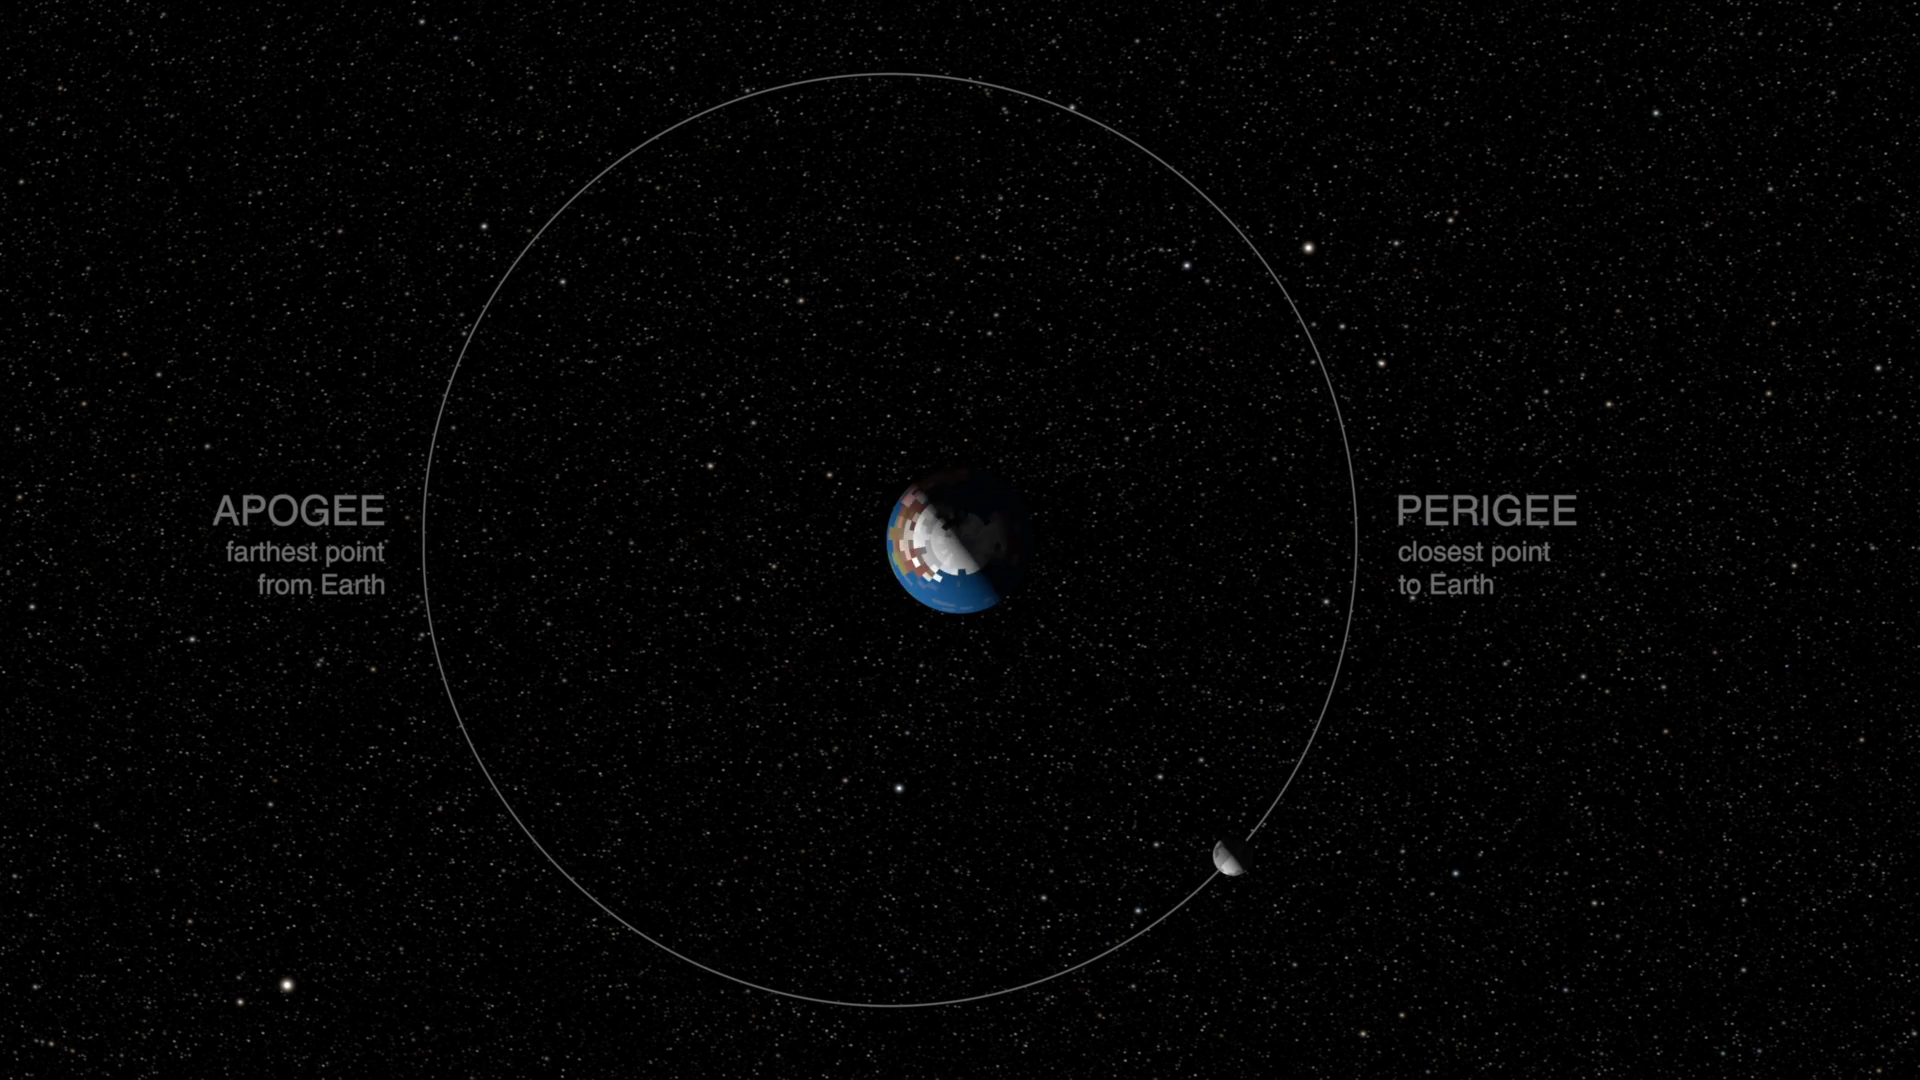 APOGEE
farthest point
from Earth
PERIGEE
closest point
to Earth